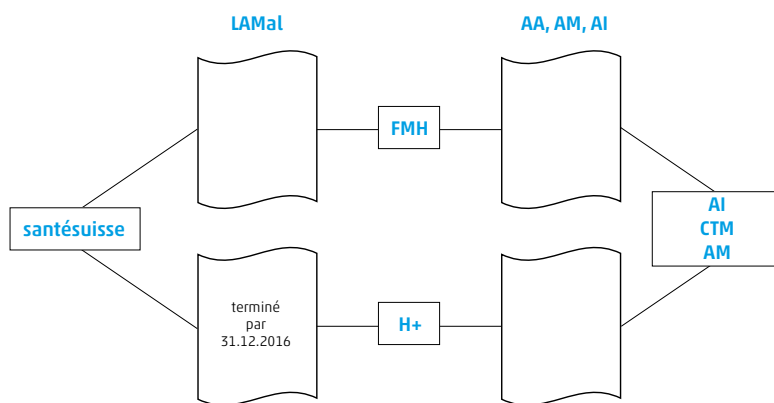 LAMal
AA, AM, AI
FMH
santésuisse
AI
CTM
AM
terminé
par
31.12.2016
H+